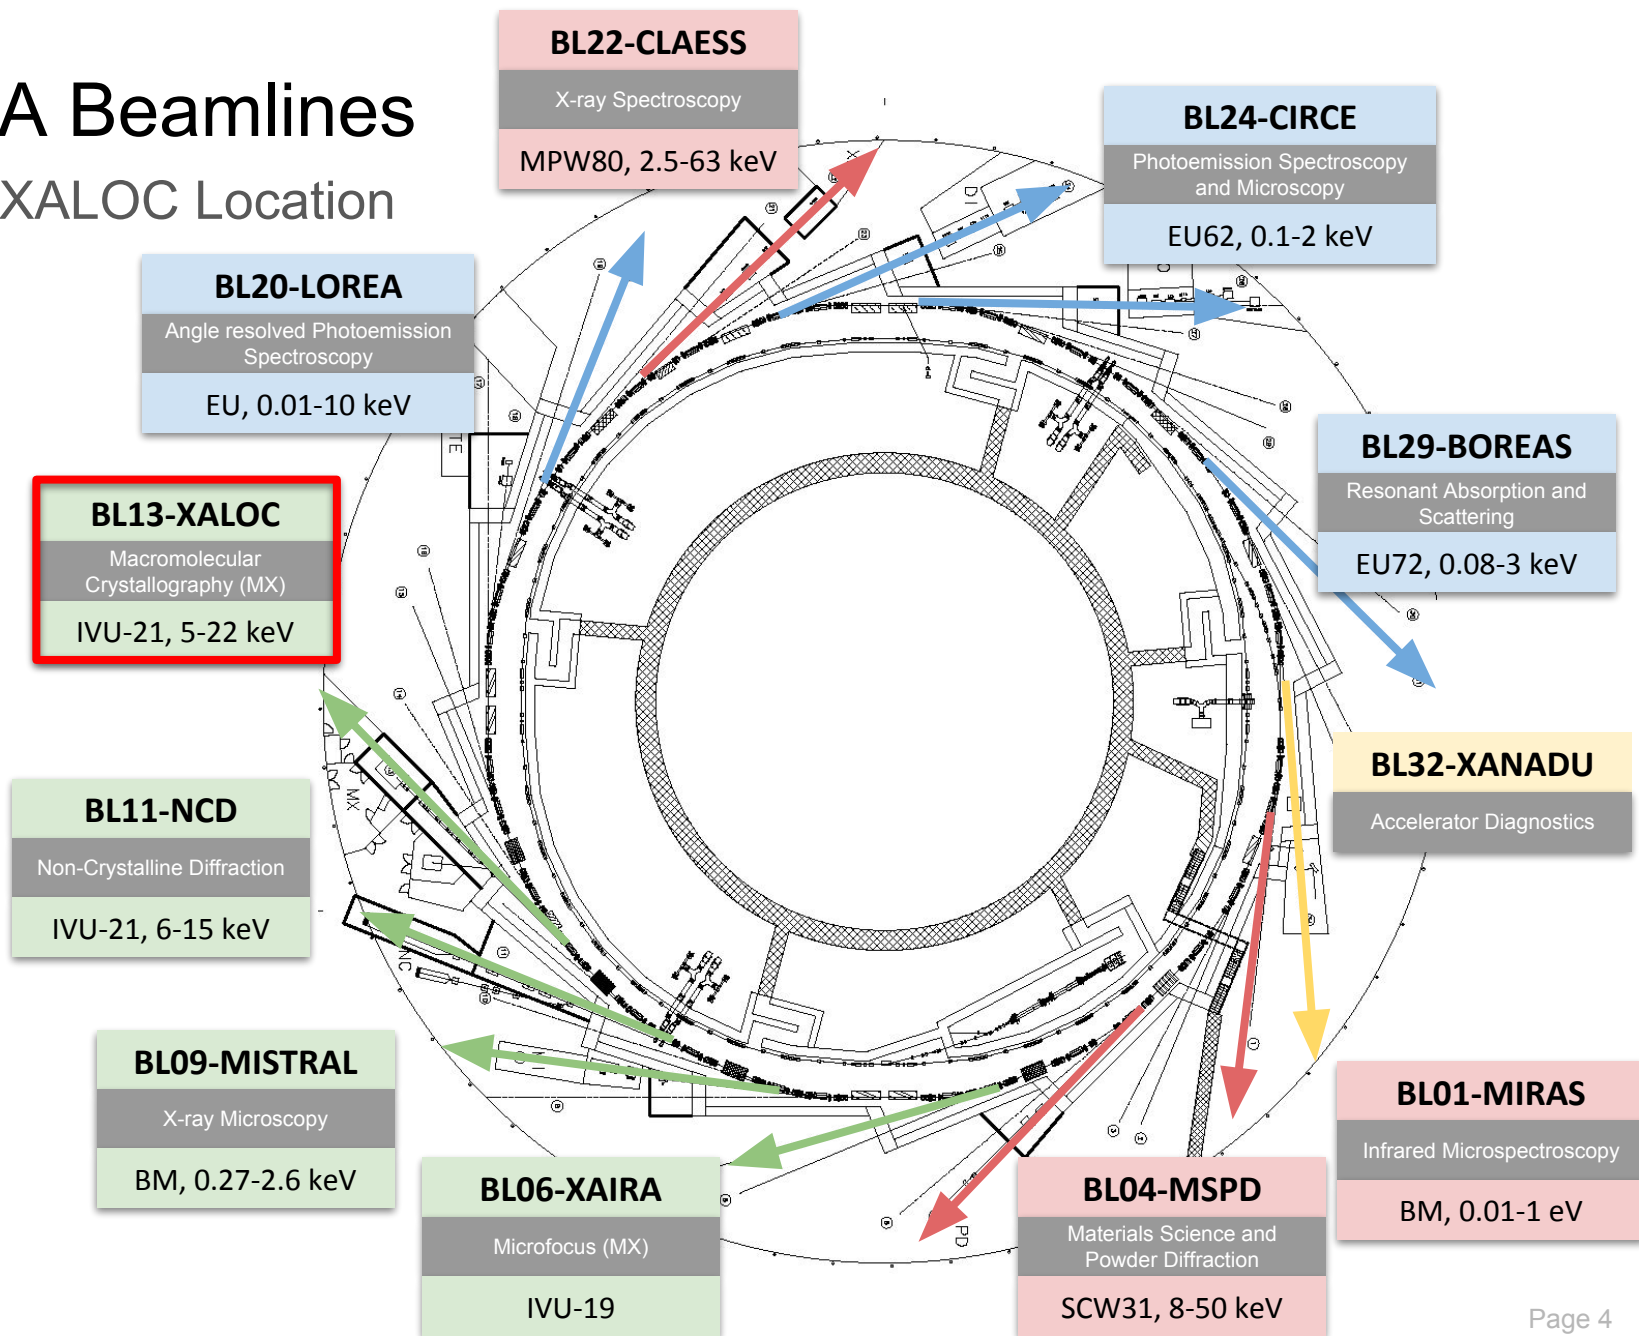 A Beamlines
XALOC Location
BL22-CLAESS
X-ray Spectroscopy
MPW80, 2.5-63 keV
BL24-CIRCE
Photoemission Spectroscopy
and Microscopy
EU62, 0.1-2 keV
BL20-LOREA
Angle resolved Photoemission
Spectroscopy
EU, 0.01-10 keV
BL29-BOREAS
Resonant Absorption and
Scattering
EU72, 0.08-3 keV
BL13-XALOC
Macromolecular
Crystallography (MX)
IVU-21, 5-22 keV
BL32-XANADU
Accelerator Diagnostics
BL11-NCD
Non-Crystalline Diffraction
IVU-21, 6-15 keV
MX
NC
BL09-MISTRAL
X-ray Microscopy
BM, 0.27-2.6 keV
BL01-MIRAS
Infrared Microspectroscopy
BM, 0.01-1 eV
BL06-XAIRA
Microfocus (MX)
IVU-19
PD
BL04-MSPD
Materials Science and
Powder Diffraction
SCW31, 8-50 keV
Page 4